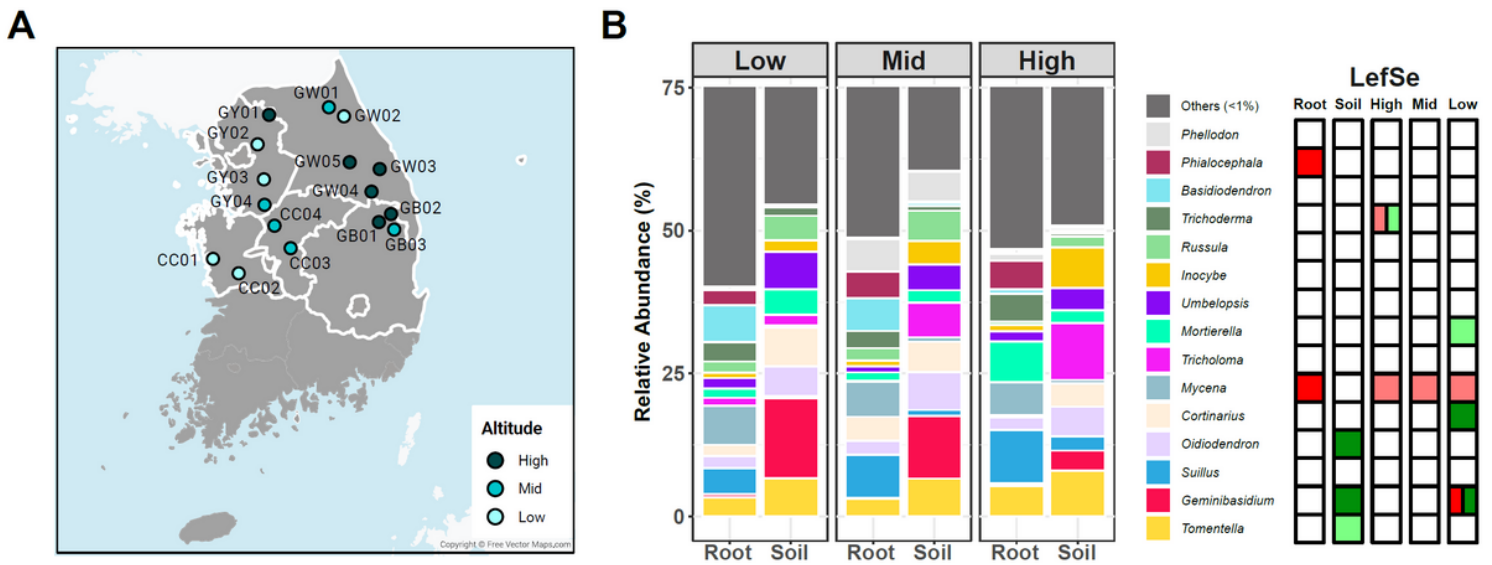 A
GW01
GY01
GW02
GY02
GW05
GW03
GY03
GW04
GY04
CC04
GB02
GB01
GB03
CC01
CC03
CC02
Altitude
High
Mid
Low
Copyright © Free Vector Maps.com
B
Low Mid High
Relative Abundance (%)
75
50
25
0
Root Soil Root Soil Root Soil
Others (<1%)
Phellodon
Phialocephala
Basidiodendron
Trichoderma
Russula
Inocybe
Umbelopsis
Mortierella
Tricholoma
Mycena
Cortinarius
Oidiodendron
Suillus
Geminibasidium
Tomentella
LefSe
Root Soil High Mid Low